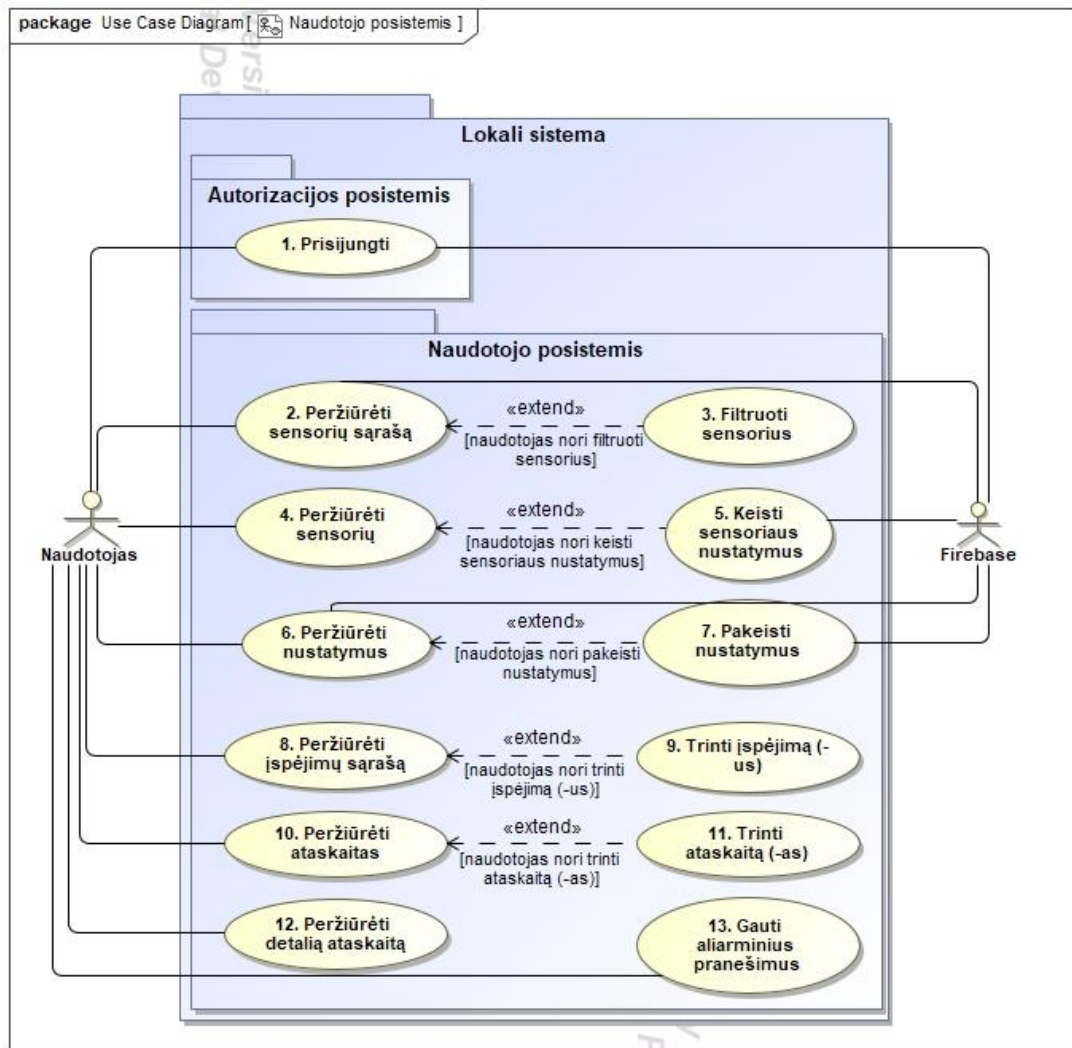 package Use Case Diagram [ Naudotojo posistemis ]
Lokali sistema
Autorizacijos posistemis
1. Prisijungti
Naudotojo posistemis
2. Peržiūrėti
sensorių sąrašą
«extend»
[naudotojas nori filtruoti
sensorius]
3. Filtruoti
sensorius
4. Peržiūrėti
sensorių
«extend»
[naudotojas nori keisti
sensoriaus nustatymus]
5. Keisti
sensoriaus
nustatymus
Naudotojas
Firebase
6. Peržiūrėti
nustatymus
«extend»
[naudotojas nori pakeisti
nustatymus]
7. Pakeisti
nustatymus
8. Peržiūrėti
įspėjimų sąrašą
«extend»
[naudotojas nori trinti
įspėjimą (-us)]
9. Trinti įspėjimą (-
us)
10. Peržiūrėti
ataskaitas
«extend»
[naudotojas nori trinti
ataskaitą (-as)]
11. Trinti
ataskaitą (-as)
12. Peržiūrėti
detalią ataskaitą
13. Gauti
aliarminius
pranešimus